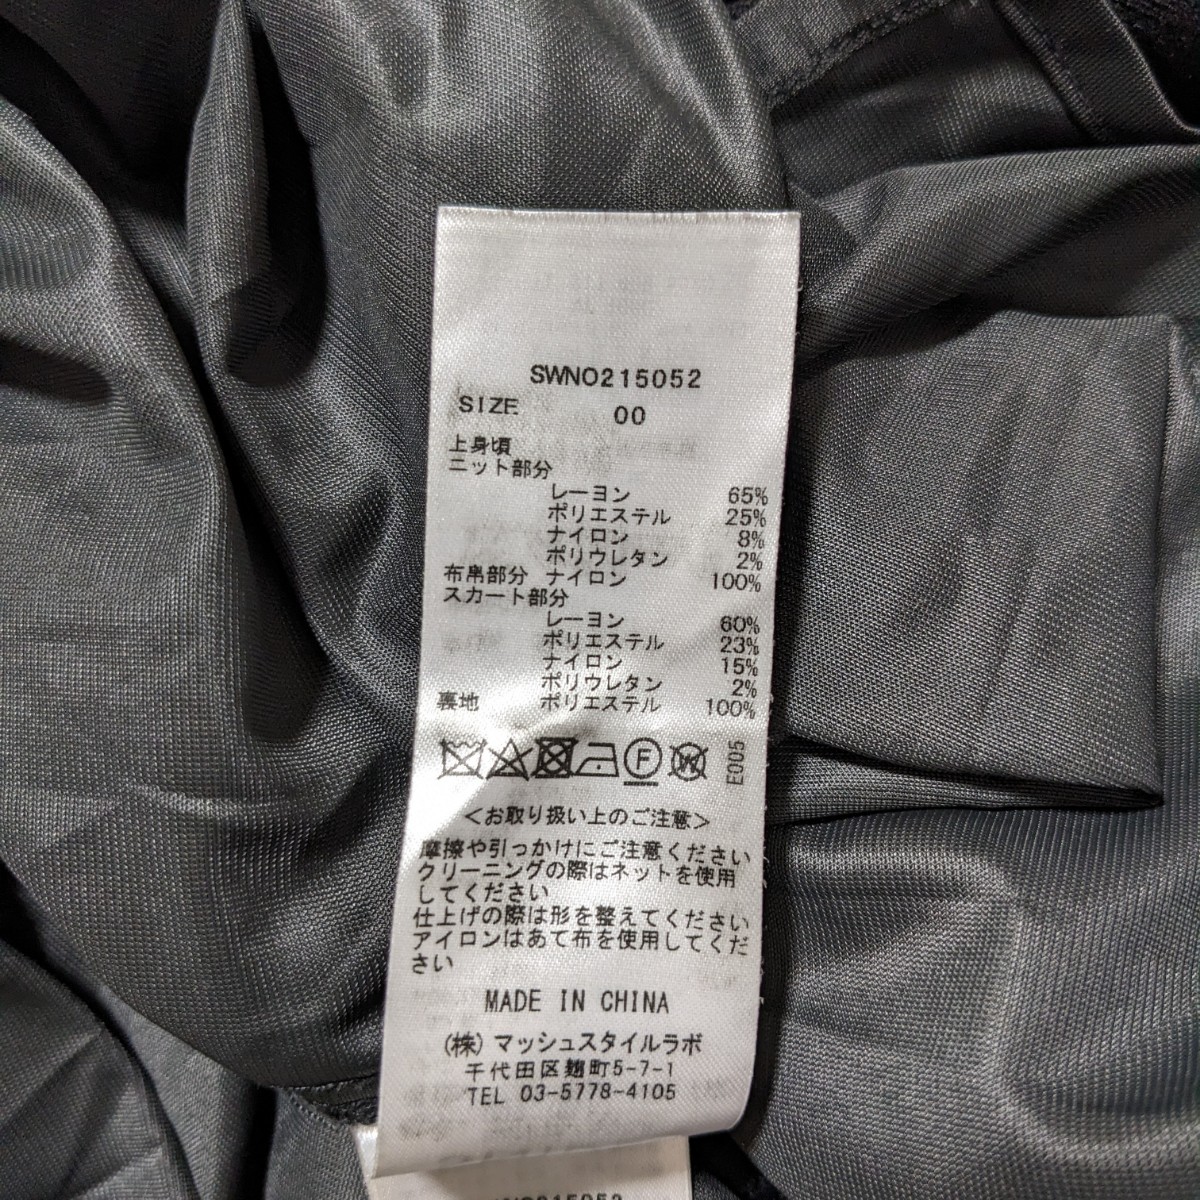 SWNO215052
SIZE 00
上身頃
ニット部分
レーヨン 65%
ポリエステル 25%
ナイロン 8%
ポリウレタン 2%
布帛部分 ナイロン 100%
スカート部分
レーヨン 60%
ポリエステル 23%
ナイロン 15%
ポリウレタン 2%
裏地 ポリエステル 100%
F W E005
<お取り扱い上のご注意>
摩擦や引っかけにご注意ください
クリーニングの際はネットを使用
してください
仕上げの際は形を整えてください
アイロンはあて布を使用してくだ
さい
MADE IN CHINA
(株)マッシュスタイルラボ
千代田区麹町5-7-1
TEL 03-5778-4105